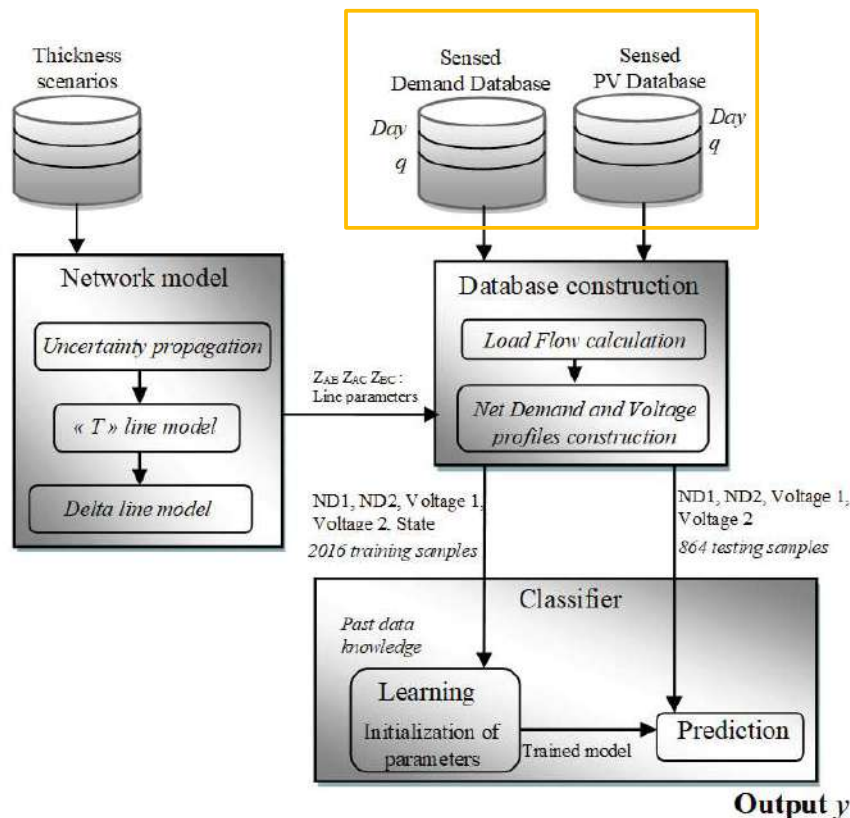 Thickness
scenarios
Sensed
Demand Database
Day
q
Sensed
PV Database
Day
q
Network model
Uncertainty propagation
« T » line model
Delta line model
Z_AB Z_AC Z_BC :
Line parameters
Database construction
Load Flow calculation
Net Demand and Voltage
profiles construction
ND1, ND2, Voltage 1,
Voltage 2, State
2016 training samples
ND1, ND2, Voltage 1,
Voltage 2
864 testing samples
Classifier
Past data
knowledge
Learning
Initialization of
parameters
Trained model
Prediction
Output y